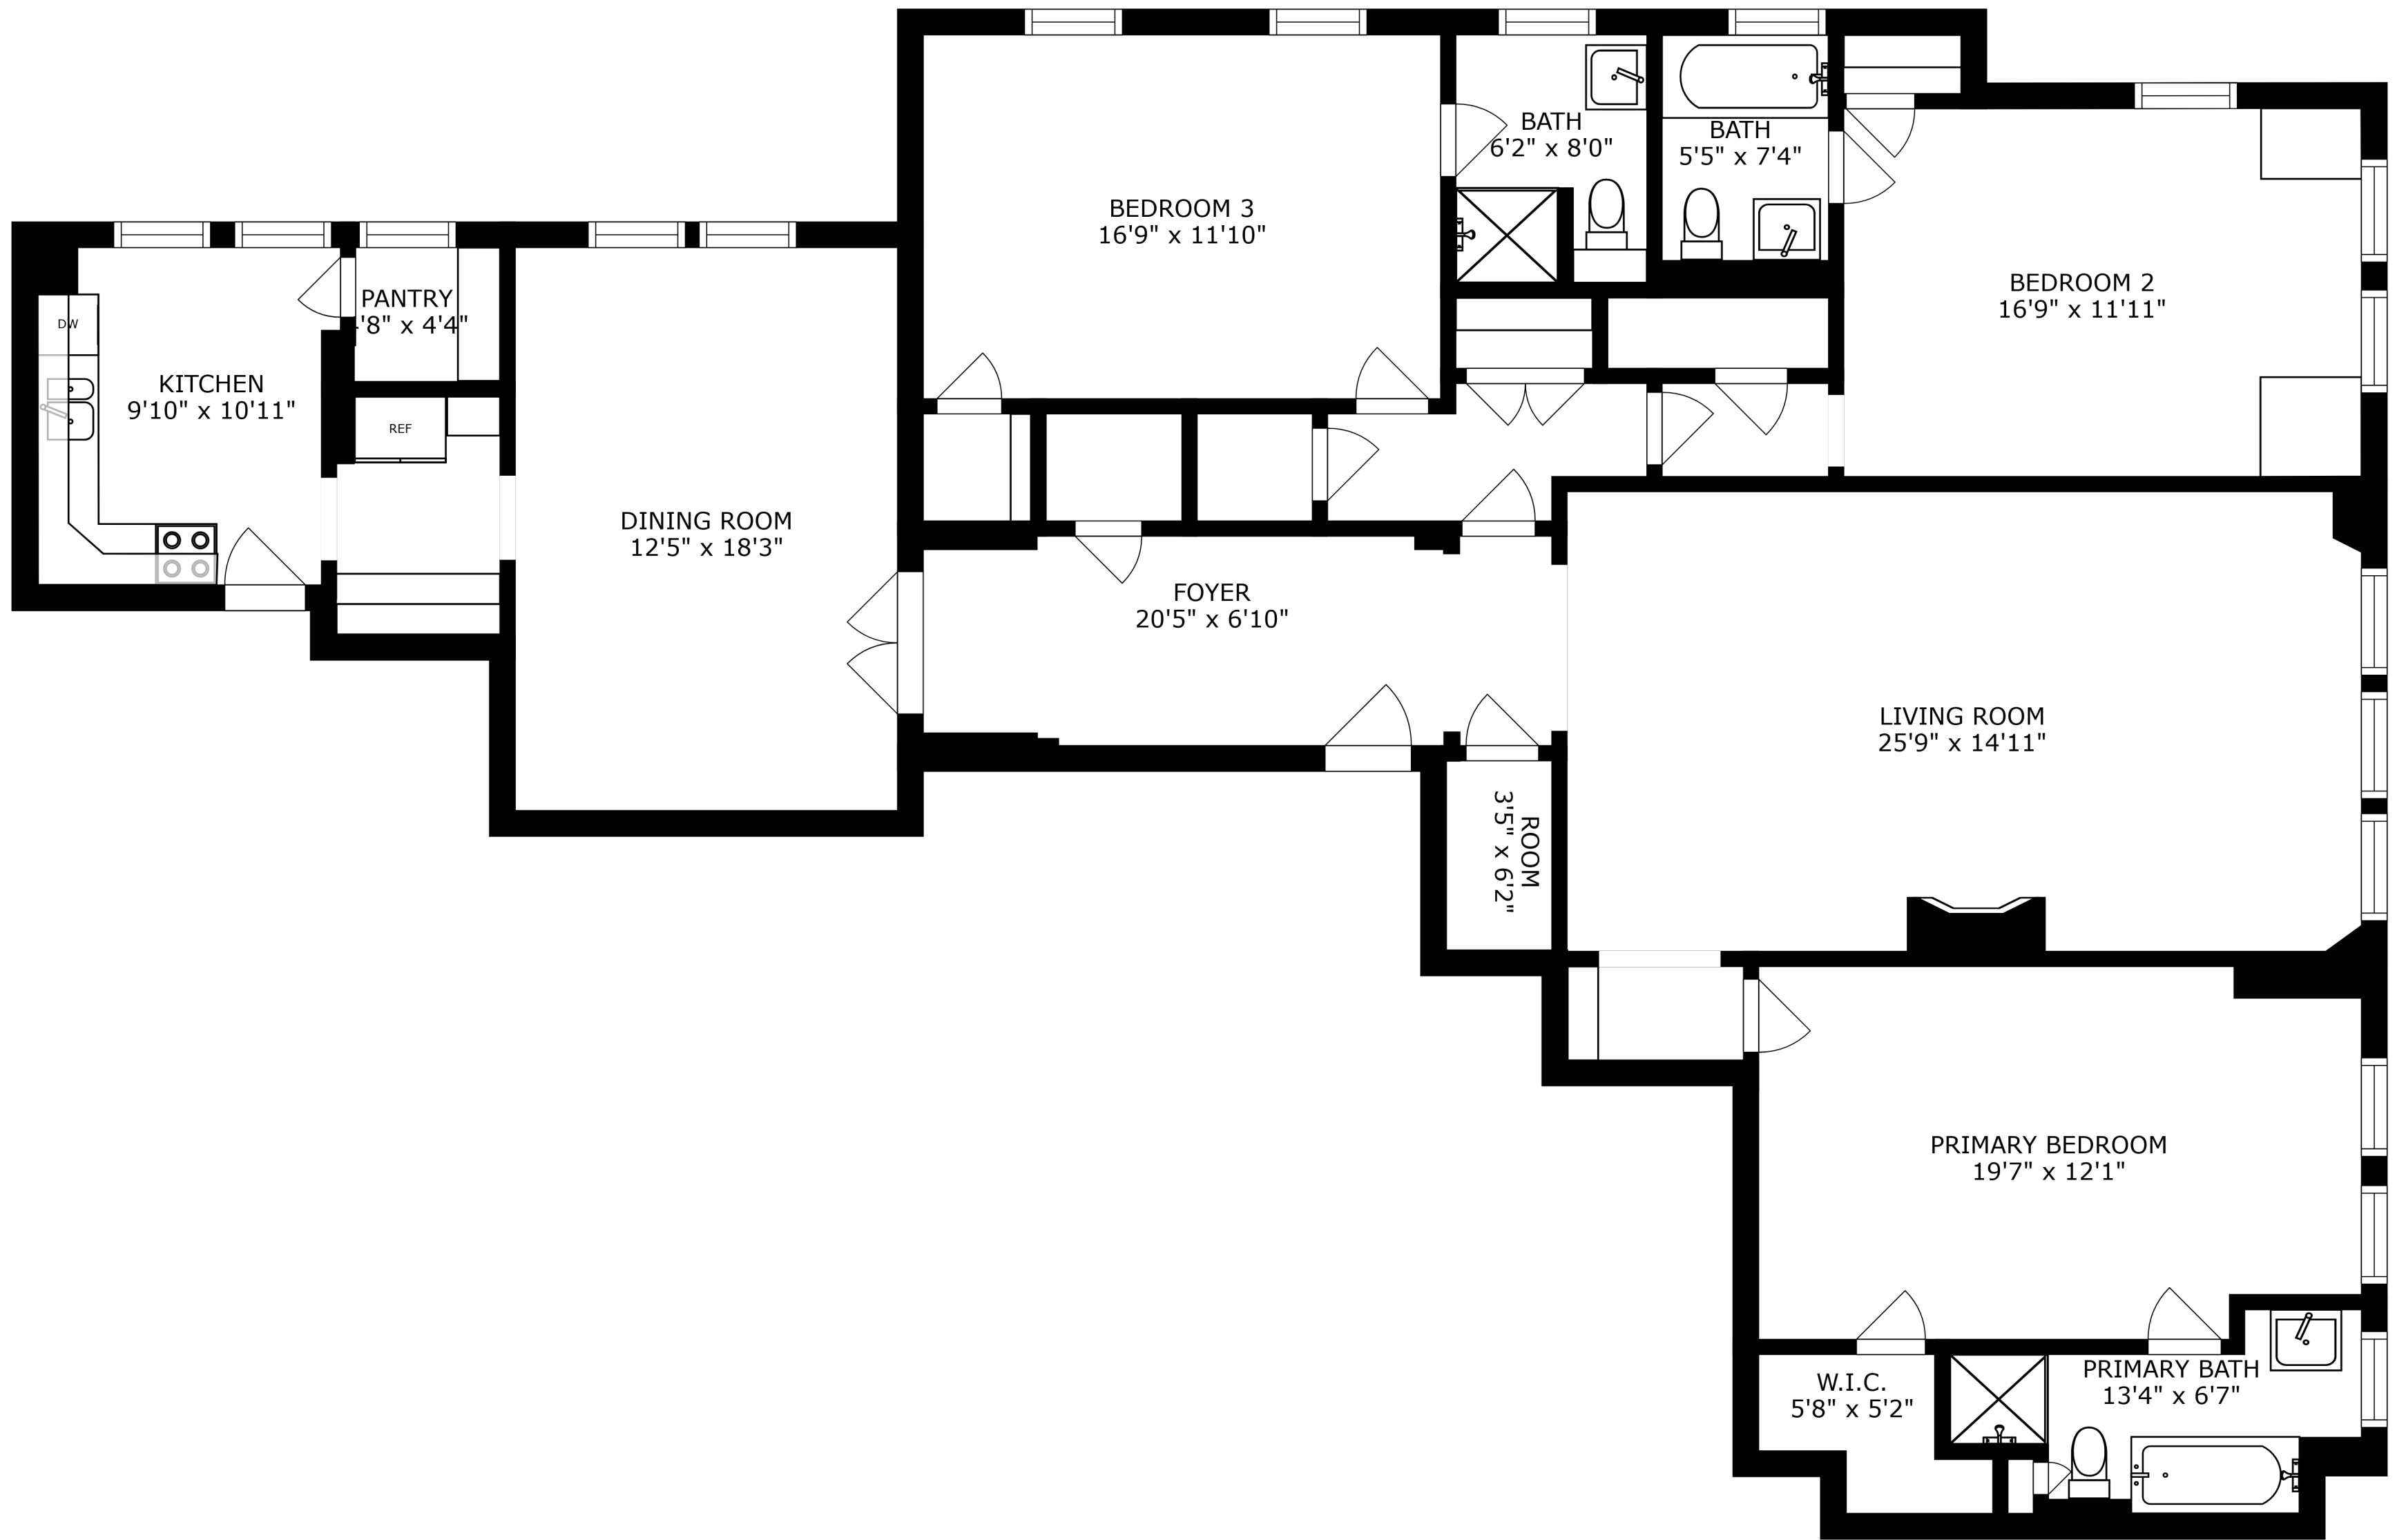 BEDROOM 3
16'9" x 11'10"
BATH
6'2" x 8'0"
BATH
5'5" x 7'4"
BEDROOM 2
16'9" x 11'11"
PANTRY
'8" x 4'4"
DW
KITCHEN
9'10" x 10'11"
REF
DINING ROOM
12'5" x 18'3"
FOYER
20'5" x 6'10"
LIVING ROOM
25'9" x 14'11"
ROOM
3'5" x 6'2"
PRIMARY BEDROOM
19'7" x 12'1"
W.I.C.
5'8" x 5'2"
PRIMARY BATH
13'4" x 6'7"